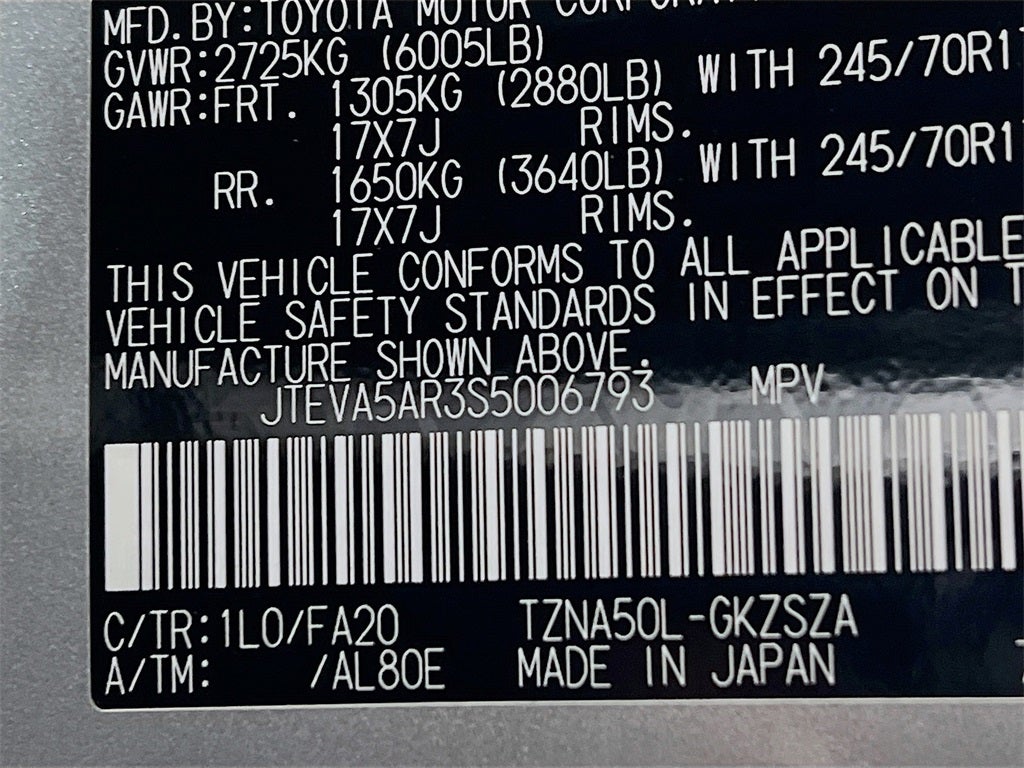 MFD.BY:TOYOTA MOTOR
GVWR:2725KG (6005LB)
GAWR:FRT. 1305KG (2880LB) WITH 245/70R1
17X7J RIMS.
RR. 1650KG (3640LB) WITH 245/70R1
17X7J RIMS.
THIS VEHICLE CONFORMS TO ALL APPLICABLE
VEHICLE SAFETY STANDARDS IN EFFECT ON T
MANUFACTURE SHOWN ABOVE.
JTEVA5AR3S5006793 MPV
C/TR:1L0/FA20 TZNA50L-GKZSZA
A/TM: /AL80E MADE IN JAPAN